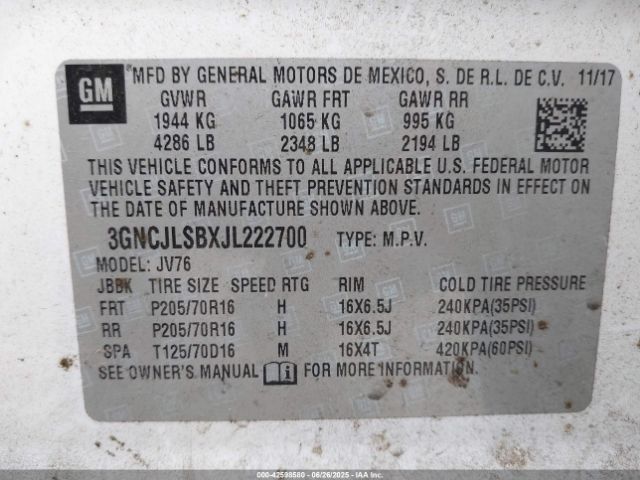 GM
*MFD BY GENERAL MOTORS DE MEXICO, S. DE R.L. DE C.V. 11/17
GVWR GAWR FRT GAWR RR
1944 KG 1065 KG 995 KG
4286 LB 2348 LB 2194 LB
THIS VEHICLE CONFORMS TO ALL APPLICABLE U.S. FEDERAL MOTOR
VEHICLE SAFETY AND THEFT PREVENTION STANDARDS IN EFFECT ON
THE DATE OF MANUFACTURE SHOWN ABOVE.
3GNCJLSBXJL222700 TYPE: M.P.V.
MODEL: JV76
JBBK TIRE SIZE SPEED RTG RIM COLD TIRE PRESSURE
FRT P205/70R16 H 16X6.5J 240KPA(35PSI)
RR P205/70R16 H 16X6.5J 240KPA(35PSI)
SPA T125/70D16 M 16X4T 420KPA(60PSI)
SEE OWNER'S MANUAL FOR MORE INFORMATION.
000-42598580 - 06/26/2025 - IAAI.COM